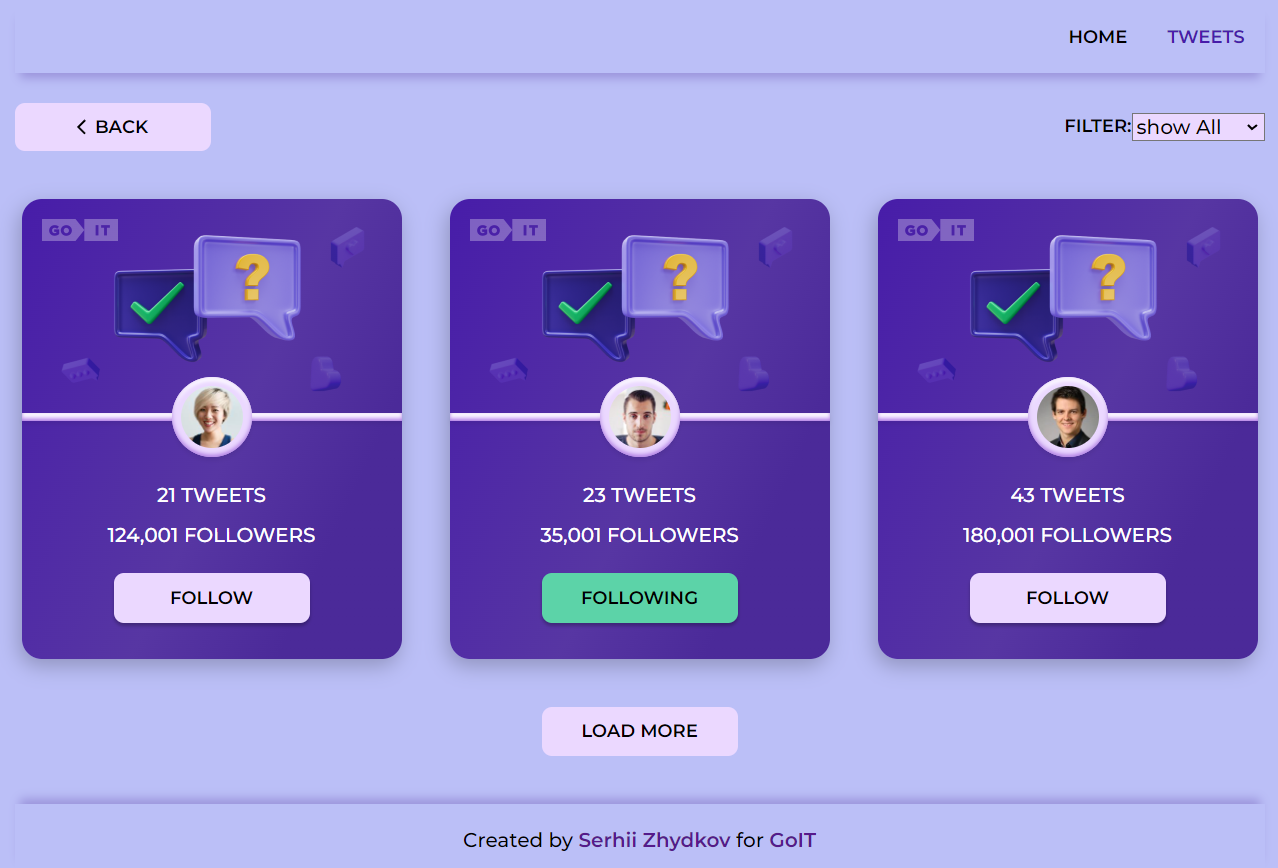 HOME TWEETS
BACK
FILTER: show All
GO IT
GO IT
GO IT
?
?
?
21 TWEETS
124,001 FOLLOWERS
FOLLOW
23 TWEETS
35,001 FOLLOWERS
FOLLOWING
43 TWEETS
180,001 FOLLOWERS
FOLLOW
LOAD MORE
Created by Serhii Zhydkov for GoIT